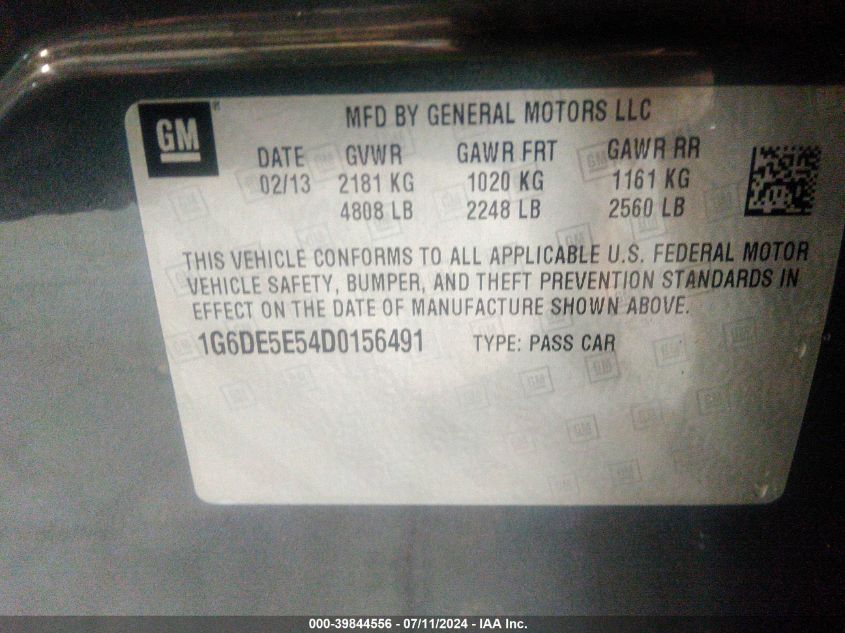 GM
MFD BY GENERAL MOTORS LLC
DATE GVWR GAWR FRT GAWR RR
02/13 2181 KG 1020 KG 1161 KG
4808 LB 2248 LB 2560 LB
THIS VEHICLE CONFORMS TO ALL APPLICABLE U.S. FEDERAL MOTOR
VEHICLE SAFETY, BUMPER, AND THEFT PREVENTION STANDARDS IN
EFFECT ON THE DATE OF MANUFACTURE SHOWN ABOVE.
1G6DE5E54D0156491 TYPE: PASS CAR
000-39844556 - 07/11/2024 - IAA Inc.